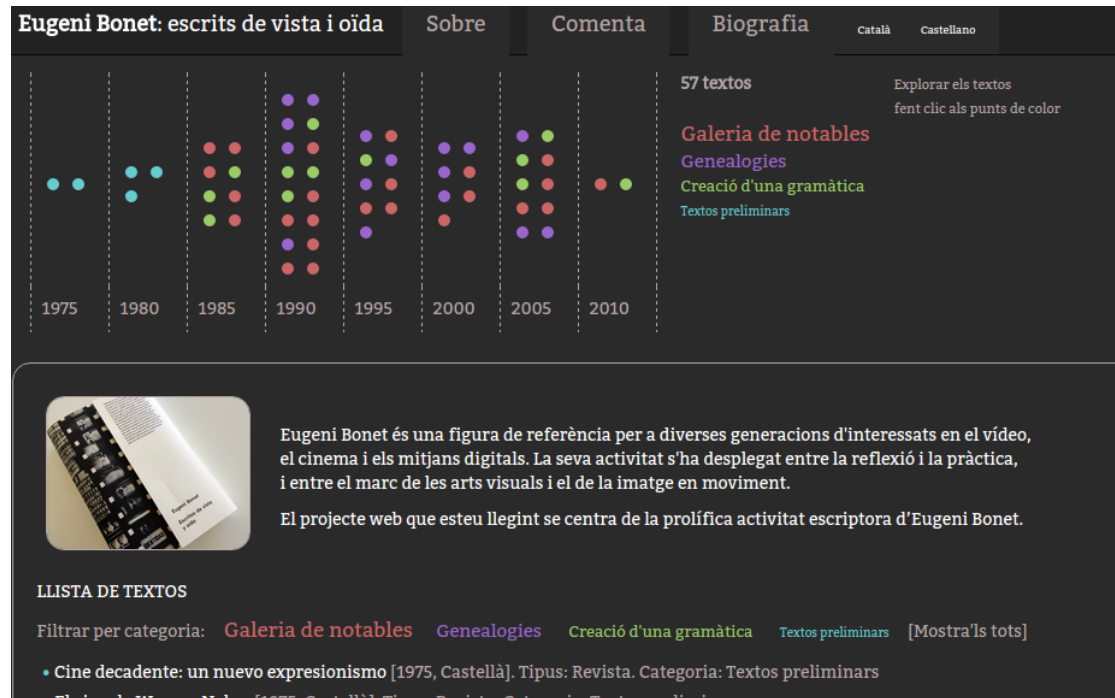 Eugeni Bonet: escrits de vista i oïda
Sobre
Comenta
Biografia
Català
Castellano
57 textos
Explorar els textos
fent clic als punts de color
Galeria de notables
Genealogies
Creació d'una gramàtica
Textos preliminars
1975 1980 1985 1990 1995 2000 2005 2010
Eugeni Bonet
Escritos de vista
y oído
Eugeni Bonet és una figura de referència per a diverses generacions d'interessats en el vídeo,
el cinema i els mitjans digitals. La seva activitat s'ha desplegat entre la reflexió i la pràctica,
i entre el marc de les arts visuals i el de la imatge en moviment.
El projecte web que esteu llegint se centra de la prolífica activitat escriptora d’Eugeni Bonet.
LLISTA DE TEXTOS
Filtrar per categoria: Galeria de notables Genealogies Creació d'una gramàtica Textos preliminars [Mostra'ls tots]
• Cine decadente: un nuevo expresionismo [1975, Castellà]. Tipus: Revista. Categoria: Textos preliminars